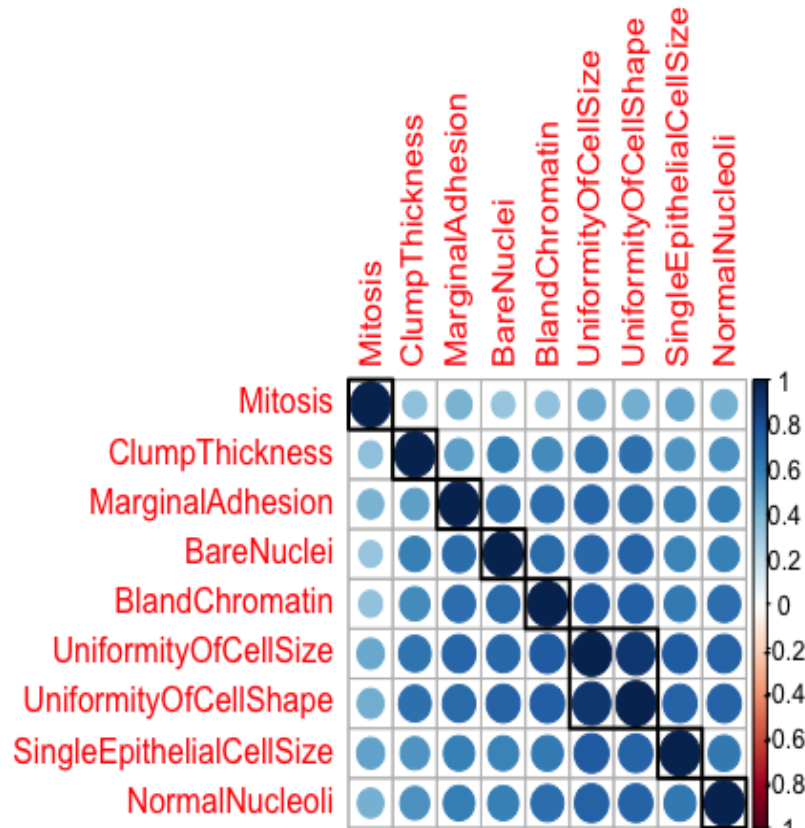 Mitosis
ClumpThickness
MarginalAdhesion
BareNuclei
BlandChromatin
UniformityOfCellSize
UniformityOfCellShape
SingleEpithelialCellSize
NormalNucleoli
Mitosis
ClumpThickness
MarginalAdhesion
BareNuclei
BlandChromatin
UniformityOfCellSize
UniformityOfCellShape
SingleEpithelialCellSize
NormalNucleoli
1
0.8
0.6
0.4
0.2
0
-0.2
-0.4
-0.6
-0.8
-1